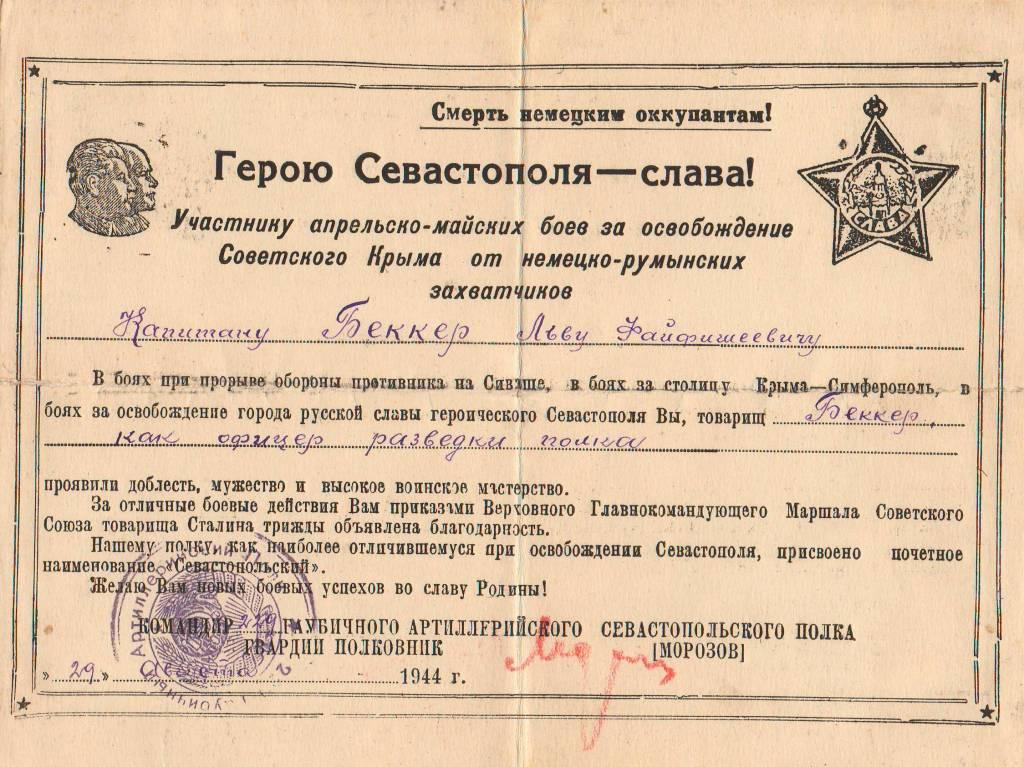 Смерть немецким оккупантам!
Герою Севастополя—слава!
Участнику апрельско-майских боев за освобождение
Советского Крыма от немецко-румынских
захватчиков
Капитану Беккер Льву Файфишеевичу
В боях при прорыве обороны противника на Сиваше, в боях за столицу Крыма—Симферополь, в
боях за освобождение города русской славы героического Севастополя Вы, товарищ Беккер,
как офицер разведки полка
проявили доблесть, мужество и высокое воинское мастерство.
За отличные боевые действия Вам приказами Верховного Главнокомандующего Маршала Советского
Союза товарища Сталина трижды объявлена благодарность.
Нашему полку, как наиболее отличившемуся при освобождении Севастополя, присвоено почетное
наименование «Севастопольский».
Желаю Вам новых боевых успехов во славу Родины!
КОМАНДИР ГАУБИЧНОГО АРТИЛЛЕРИЙСКОГО СЕВАСТОПОЛЬСКОГО ПОЛКА
ГВАРДИИ ПОЛКОВНИК [МОРОЗОВ]
» 29 » 1944 г.